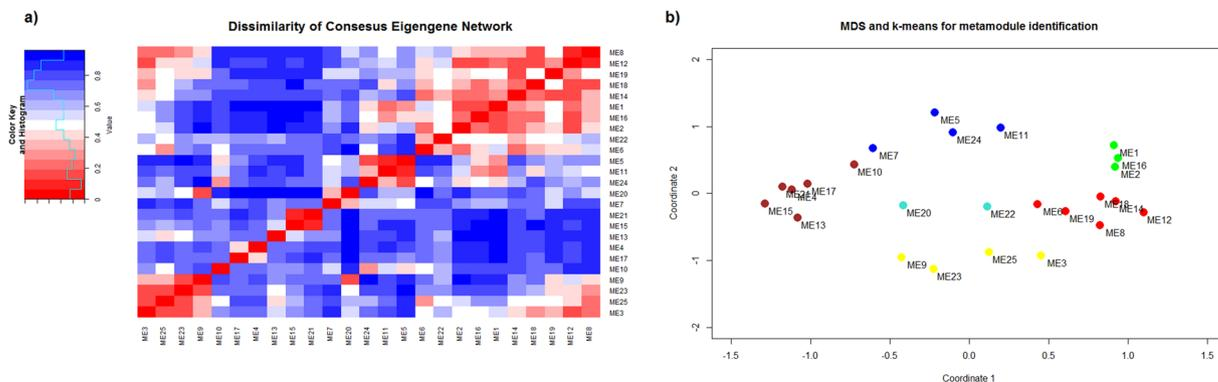 a)
Dissimilarity of Consesus Eigengene Network
Color Key
and Histogram
Value
0
0.2
0.4
0.6
0.8
ME8
ME12
ME19
ME18
ME14
ME1
ME16
ME2
ME22
ME6
ME5
ME11
ME24
ME20
ME7
ME21
ME15
ME13
ME4
ME17
ME10
ME9
ME23
ME25
ME3
ME3 ME25 ME23 ME9 ME10 ME17 ME4 ME13 ME15 ME21 ME7 ME20 ME24 ME11 ME5 ME6 ME22 ME2 ME16 ME1 ME14 ME18 ME19 ME12 ME8
b)
MDS and k-means for metamodule identification
Coordinate 2
2
1
0
-1
-2
ME5
ME24
ME11
ME7
ME10
ME1
ME16
ME2
ME17
ME21
ME4
ME15
ME13
ME20
ME22
ME6
ME19
ME18
ME14
ME12
ME8
ME9
ME23
ME25
ME3
-1.5 -1.0 -0.5 0.0 0.5 1.0 1.5
Coordinate 1